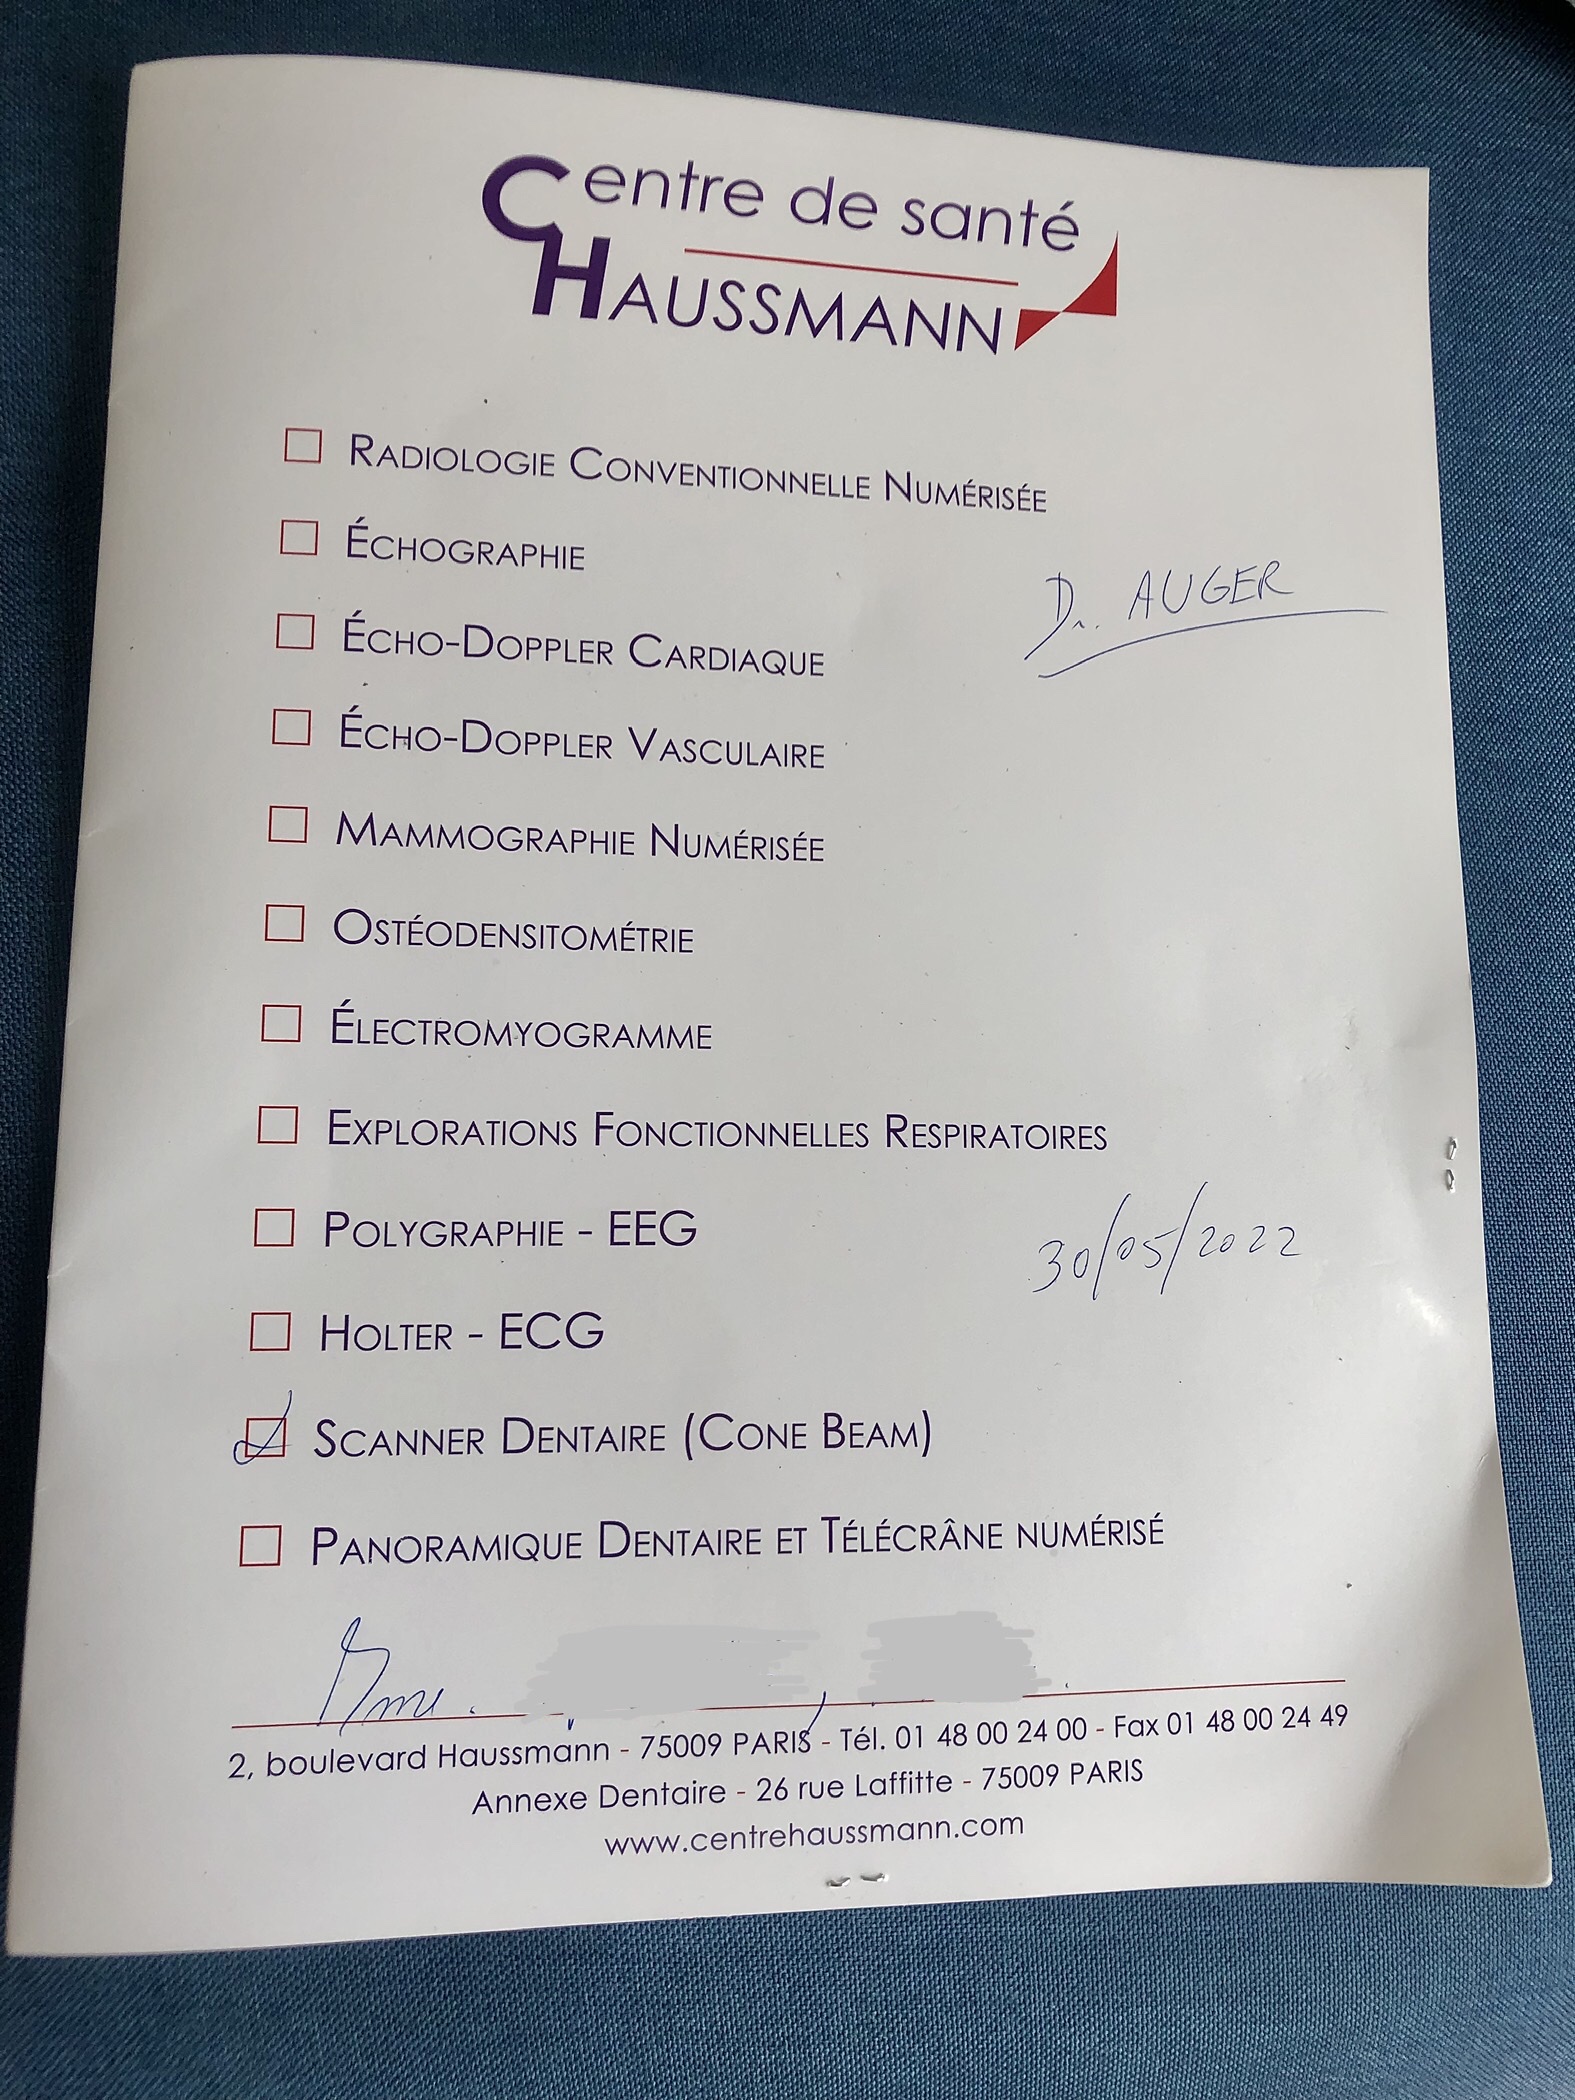 Centre de santé
HAUSSMANN
RADIOLOGIE CONVENTIONNELLE NUMÉRISÉE
ÉCHOGRAPHIE
Dr. AUGER
ÉCHO-DOPPLER CARDIAQUE
ÉCHO-DOPPLER VASCULAIRE
MAMMOGRAPHIE NUMÉRISÉE
OSTÉODENSITOMÉTRIE
ÉLECTROMYOGRAMME
EXPLORATIONS FONCTIONNELLES RESPIRATOIRES
POLYGRAPHIE - EEG
30/05/2022
HOLTER - ECG
SCANNER DENTAIRE (CONE BEAM)
PANORAMIQUE DENTAIRE ET TÉLÉCRÂNE NUMÉRISÉ
Mme.
2, boulevard Haussmann - 75009 PARIS - Tél. 01 48 00 24 00 - Fax 01 48 00 24 49
Annexe Dentaire - 26 rue Laffitte - 75009 PARIS
www.centrehaussmann.com